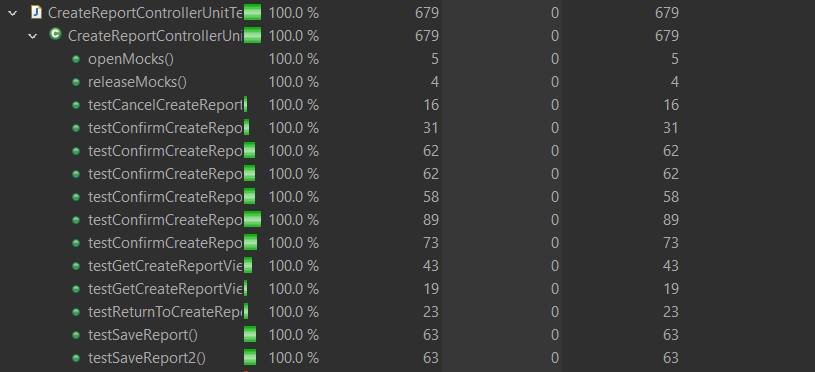 CreateReportControllerUnitTe 100.0 % 679 0 679
CreateReportControllerUni 100.0 % 679 0 679
openMocks() 100.0 % 5 0 5
releaseMocks() 100.0 % 4 0 4
testCancelCreateReport 100.0 % 16 0 16
testConfirmCreateRepo 100.0 % 31 0 31
testConfirmCreateRepo 100.0 % 62 0 62
testConfirmCreateRepo 100.0 % 62 0 62
testConfirmCreateRepo 100.0 % 58 0 58
testConfirmCreateRepo 100.0 % 89 0 89
testConfirmCreateRepo 100.0 % 73 0 73
testGetCreateReportVie 100.0 % 43 0 43
testGetCreateReportVie 100.0 % 19 0 19
testReturnToCreateRepo 100.0 % 23 0 23
testSaveReport() 100.0 % 63 0 63
testSaveReport2() 100.0 % 63 0 63